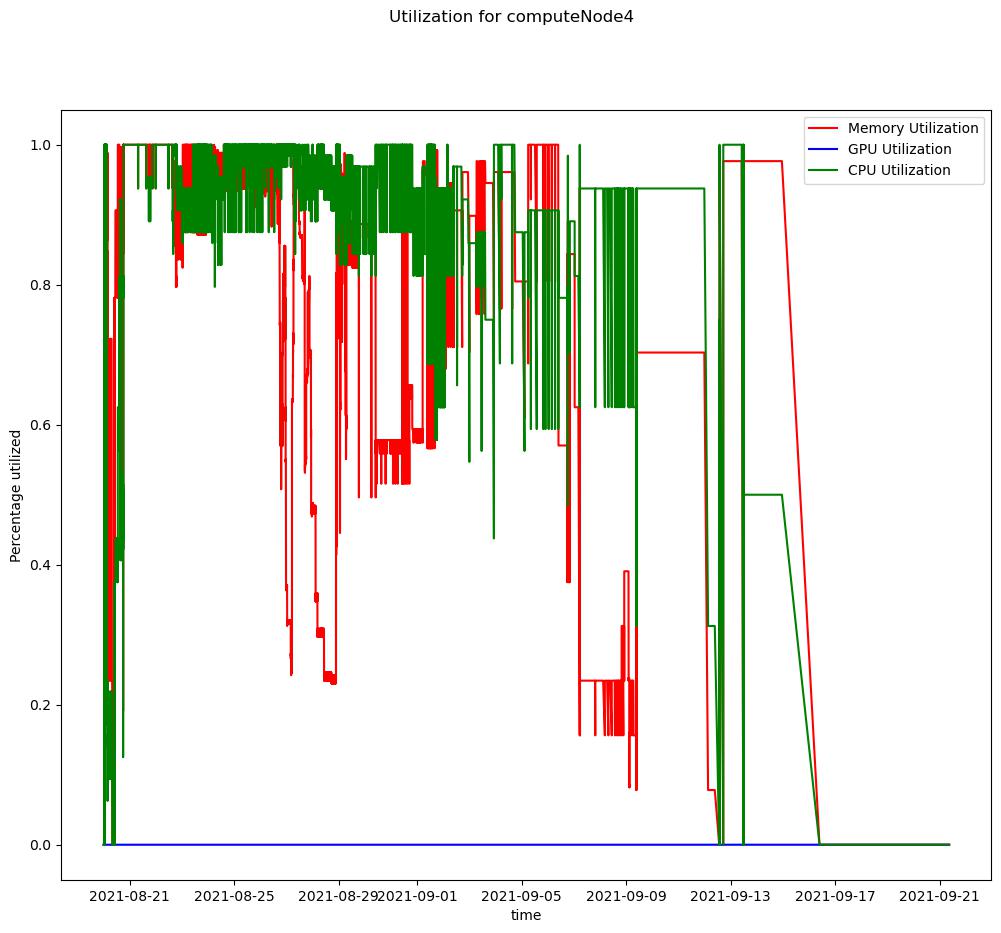 Utilization for computeNode4
Memory Utilization
GPU Utilization
CPU Utilization
Percentage utilized
1.0
0.8
0.6
0.4
0.2
0.0
2021-08-21 2021-08-25 2021-08-29 2021-09-01 2021-09-05 2021-09-09 2021-09-13 2021-09-17 2021-09-21
time